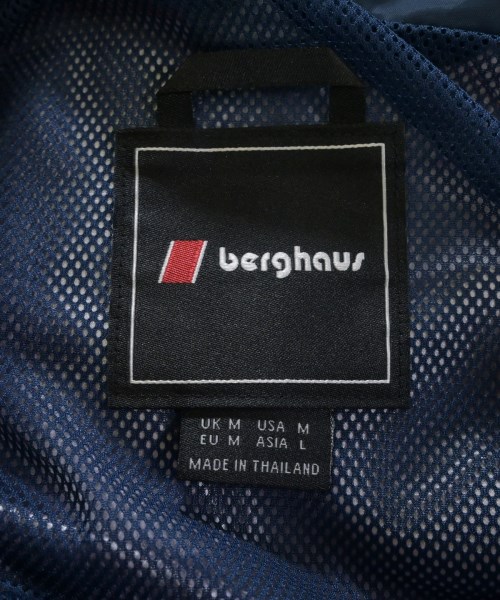 berghaus
UK M USA M
EU M ASIA L
MADE IN THAILAND